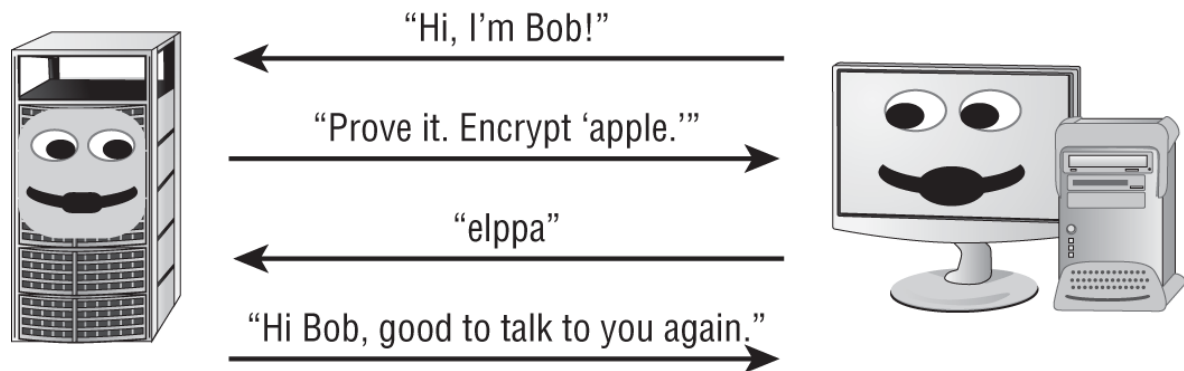 “Hi, I’m Bob!”
“Prove it. Encrypt ‘apple.’”
“elppa”
“Hi Bob, good to talk to you again.”